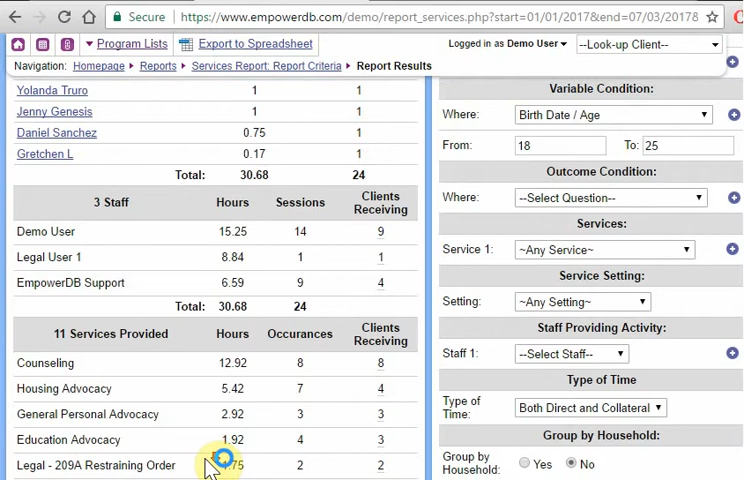 Secure https://www.empowerdb.com/demo/report_services.php?start=01/01/2017&end=07/03/20178
Program Lists Export to Spreadsheet Logged in as Demo User --Look-up Client--
Navigation: Homepage Reports Services Report: Report Criteria Report Results
Yolanda Truro 1 1
Jenny Genesis 1 1
Daniel Sanchez 0.75 1
Gretchen L 0.17 1
Total: 30.68 24
3 Staff Hours Sessions Clients Receiving
Demo User 15.25 14 9
Legal User 1 8.84 1 1
EmpowerDB Support 6.59 9 4
Total: 30.68 24
11 Services Provided Hours Occurances Clients Receiving
Counseling 12.92 8 8
Housing Advocacy 5.42 7 4
General Personal Advocacy 2.92 3 3
Education Advocacy 1.92 4 3
Legal - 209A Restraining Order .75 2 2
Variable Condition:
Where: Birth Date / Age
From: 18 To: 25
Outcome Condition:
Where: --Select Question--
Services:
Service 1: ~Any Service~
Service Setting:
Setting: ~Any Setting~
Staff Providing Activity:
Staff 1: --Select Staff--
Type of Time
Type of Time: Both Direct and Collateral
Group by Household:
Group by Household: Yes No